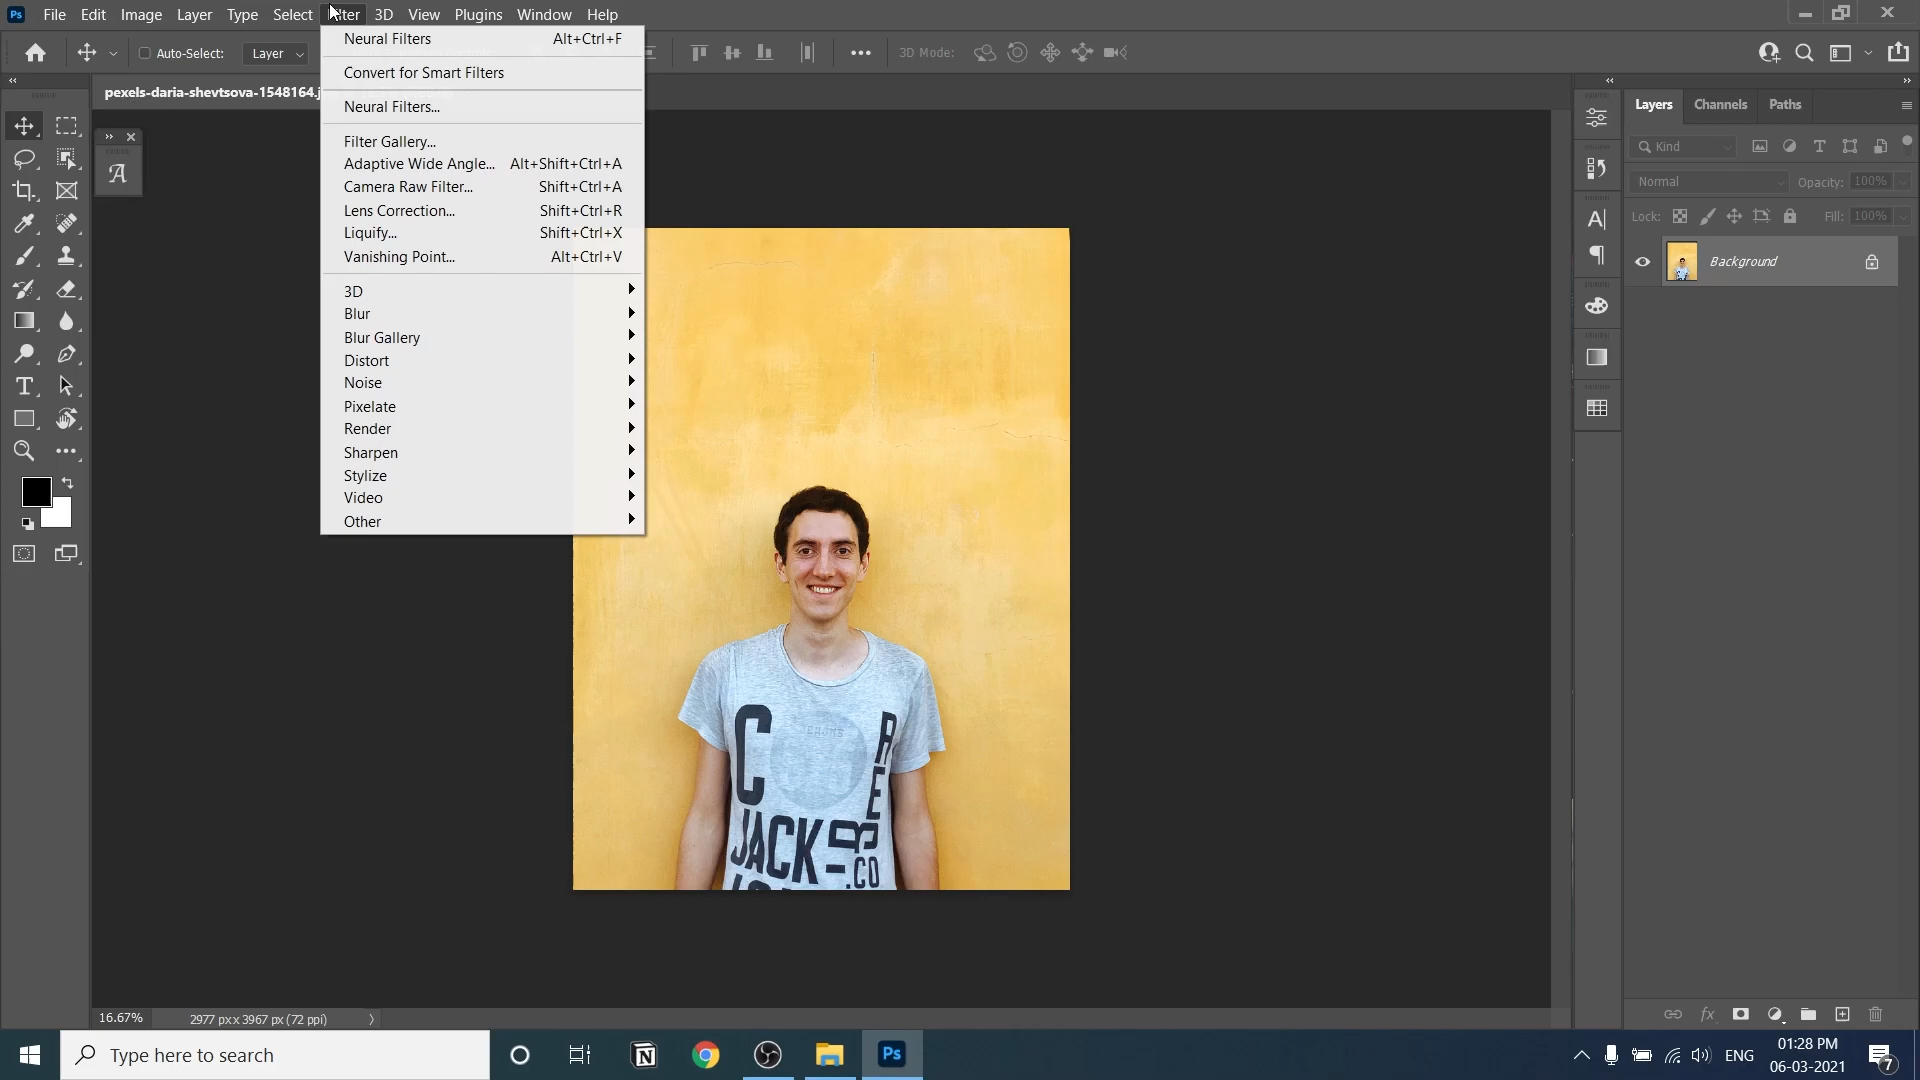 Ps File Edit Image Layer Type Select Filter 3D View Plugins Window Help
Auto-Select: Layer
3D Mode:
pexels-daria-shevtsova-1548164.j
Neural Filters Alt+Ctrl+F
Convert for Smart Filters
Neural Filters...
Filter Gallery...
Adaptive Wide Angle... Alt+Shift+Ctrl+A
Camera Raw Filter... Shift+Ctrl+A
Lens Correction... Shift+Ctrl+R
Liquify... Shift+Ctrl+X
Vanishing Point... Alt+Ctrl+V
3D
Blur
Blur Gallery
Distort
Noise
Pixelate
Render
Sharpen
Stylize
Video
Other
Layers Channels Paths
Kind
Normal Opacity: 100%
Lock: Fill: 100%
Background
C
JACK
.CO
16.67% 2977 px x 3967 px (72 ppi)
Type here to search
Ps
ENG
01:28 PM
06-03-2021
7